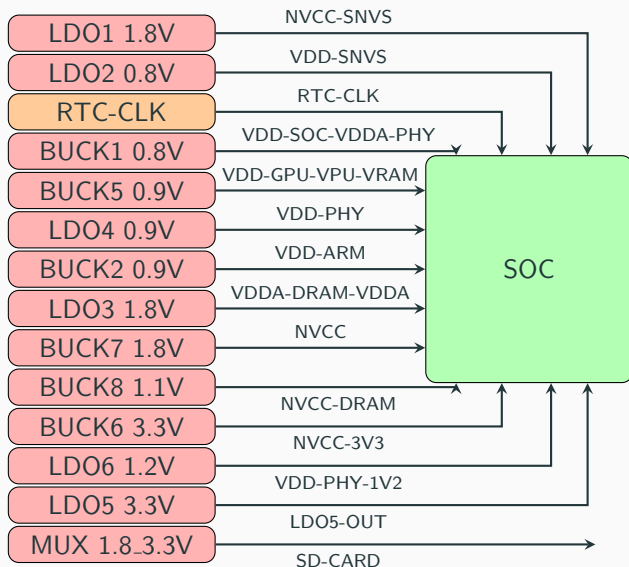 LDO1 1.8V
NVCC-SNVS
LDO2 0.8V
VDD-SNVS
RTC-CLK
RTC-CLK
BUCK1 0.8V
VDD-SOC-VDDA-PHY
BUCK5 0.9V
VDD-GPU-VPU-VRAM
LDO4 0.9V
VDD-PHY
BUCK2 0.9V
VDD-ARM
SOC
LDO3 1.8V
VDDA-DRAM-VDDA
BUCK7 1.8V
NVCC
BUCK8 1.1V
NVCC-DRAM
BUCK6 3.3V
NVCC-3V3
LDO6 1.2V
VDD-PHY-1V2
LDO5 3.3V
LDO5-OUT
MUX 1.8_3.3V
SD-CARD